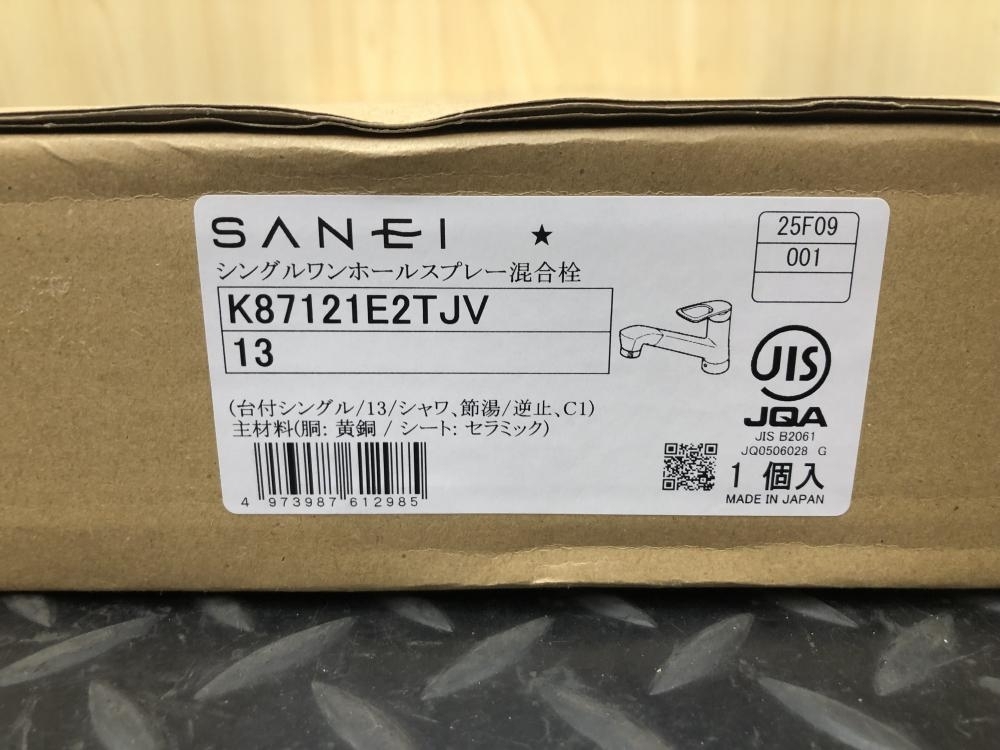 SANEI ★
シングルワンホールスプレー混合栓
K87121E2TJV
13
25F09
001
(台付シングル/13/シャワ、節湯/逆止、C1)
主材料(胴: 黄銅 / シート: セラミック)
4 973987 612985
JIS
JQA
JIS B2061
JQ0506028 G
1 個入
MADE IN JAPAN